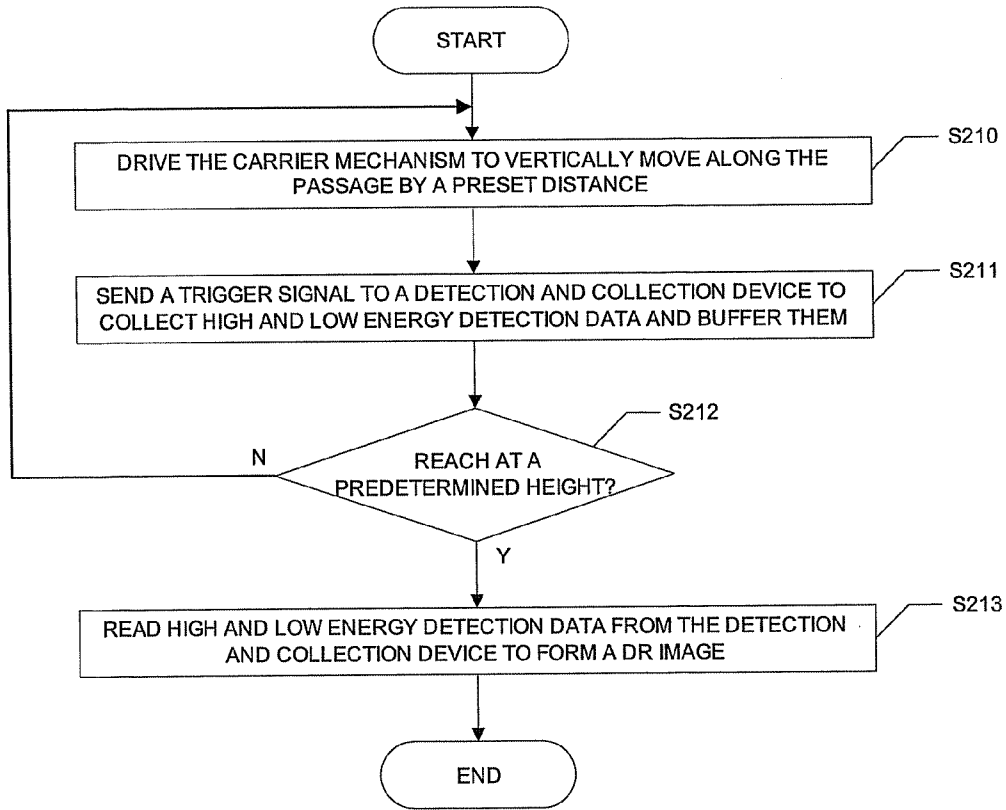 START
S210
DRIVE THE CARRIER MECHANISM TO VERTICALLY MOVE ALONG THE
PASSAGE BY A PRESET DISTANCE
S211
SEND A TRIGGER SIGNAL TO A DETECTION AND COLLECTION DEVICE TO
COLLECT HIGH AND LOW ENERGY DETECTION DATA AND BUFFER THEM
S212
N
REACH AT A
PREDETERMINED HEIGHT?
Y
S213
READ HIGH AND LOW ENERGY DETECTION DATA FROM THE DETECTION
AND COLLECTION DEVICE TO FORM A DR IMAGE
END